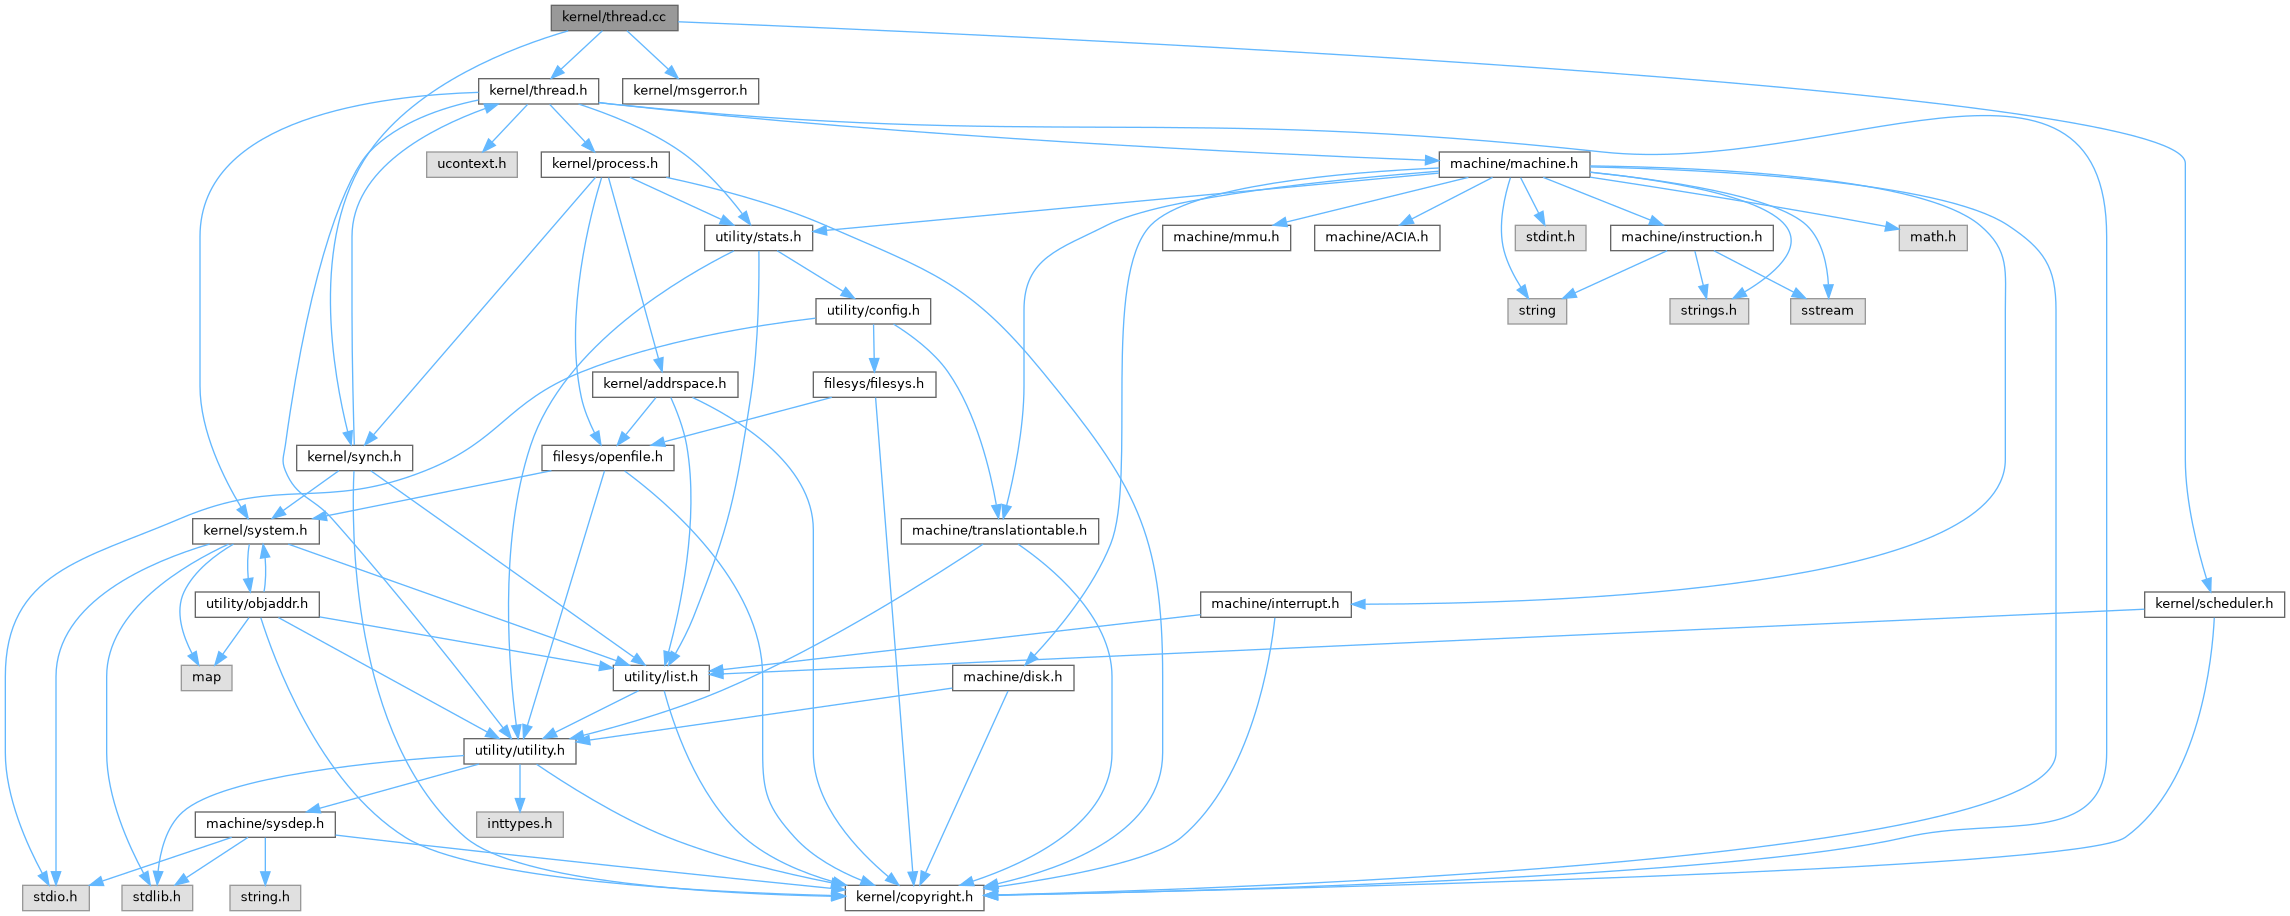 kernel/thread.cc
kernel/thread.h
kernel/msgerror.h
ucontext.h
kernel/process.h
machine/machine.h
utility/stats.h
machine/mmu.h
machine/ACIA.h
stdint.h
machine/instruction.h
math.h
utility/config.h
string
strings.h
sstream
kernel/addrspace.h
filesys/filesys.h
kernel/synch.h
filesys/openfile.h
kernel/system.h
machine/translationtable.h
utility/objaddr.h
machine/interrupt.h
kernel/scheduler.h
map
utility/list.h
machine/disk.h
utility/utility.h
machine/sysdep.h
inttypes.h
stdio.h
stdlib.h
string.h
kernel/copyright.h